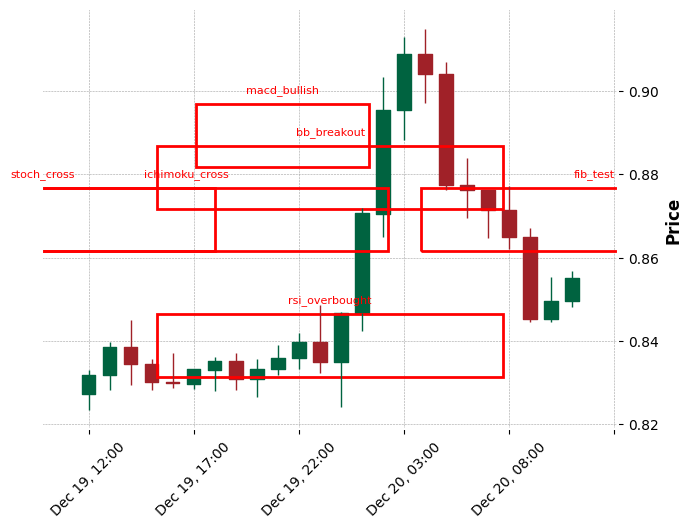 macd_bullish
0.90
bb_breakout
stoch_cross ichimoku_cross fib_test
0.88
0.86
rsi_overbought
0.84
0.82
Price
Dec 19, 12:00 Dec 19, 17:00 Dec 19, 22:00 Dec 20, 03:00 Dec 20, 08:00